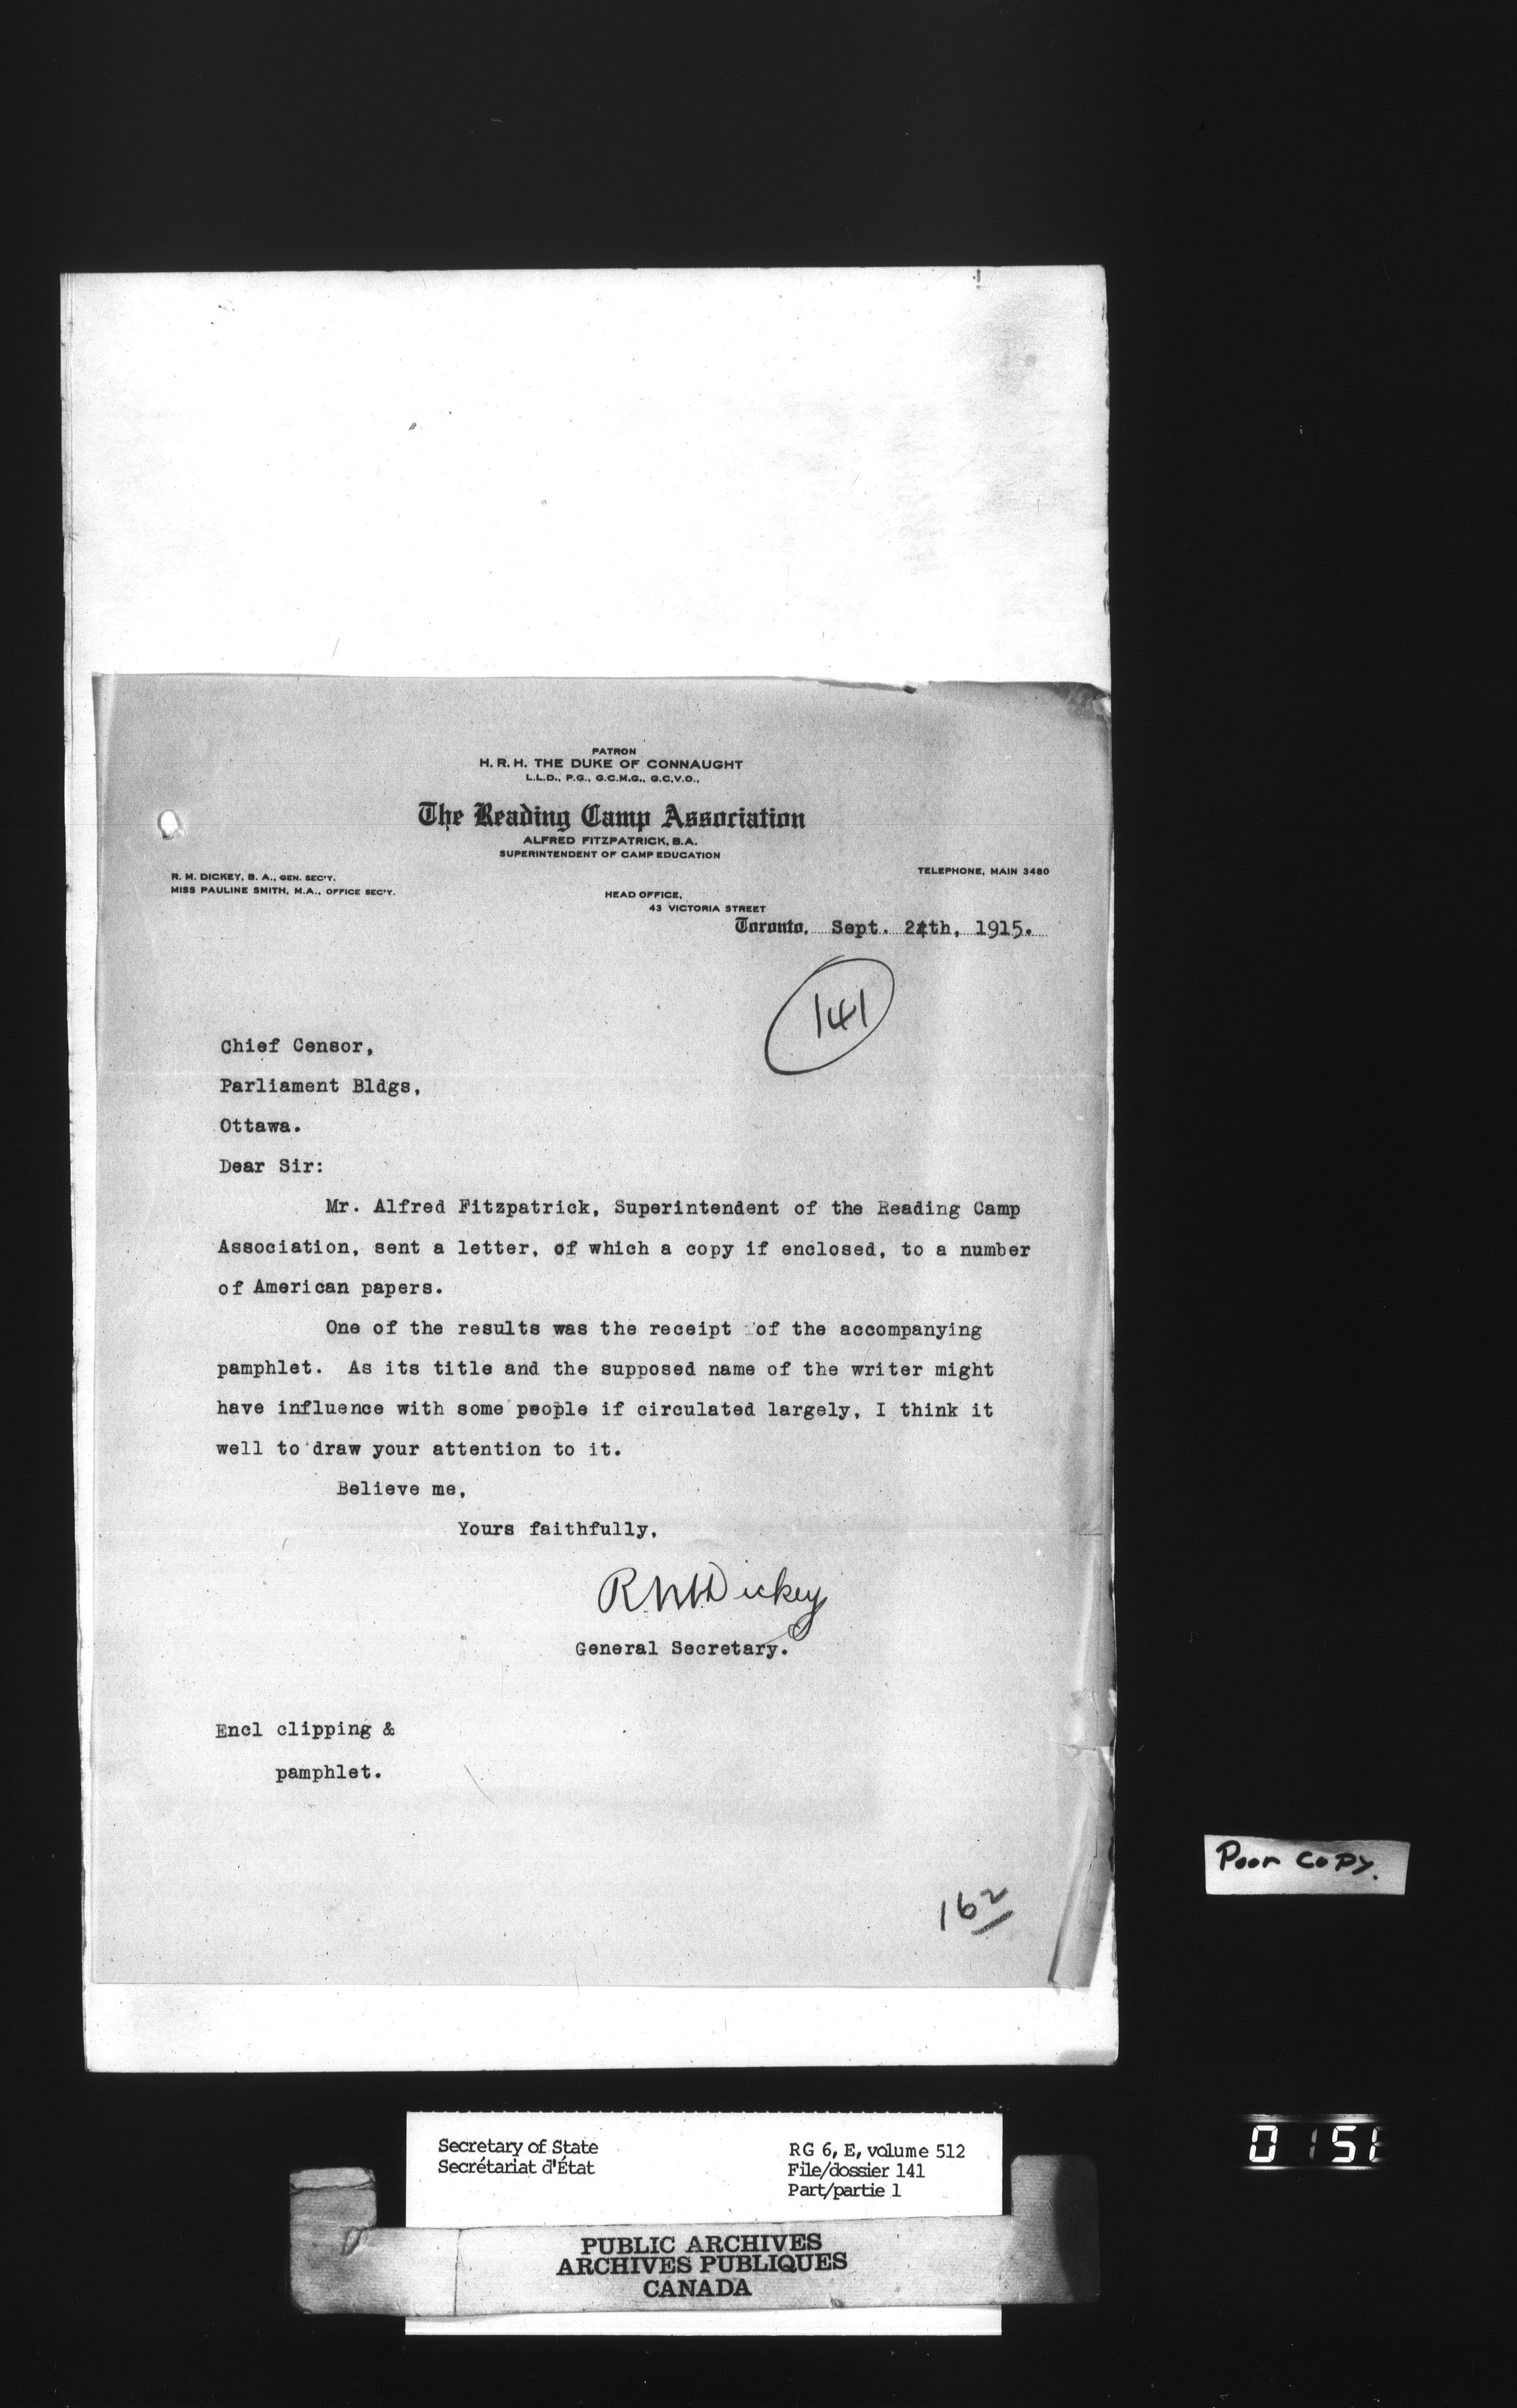 PATRON
H. R. H. THE DUKE OF CONNAUGHT
L.L.D., P.G., G.C.M.G., G.C.V.O.,
The Reading Camp Association
ALFRED FITZPATRICK, B.A.
SUPERINTENDENT OF CAMP EDUCATION
TELEPHONE, MAIN 3480
R. M. DICKEY, B. A., GEN. SEC'Y.
MISS PAULINE SMITH, M.A., OFFICE SEC'Y.
HEAD OFFICE,
43 VICTORIA STREET
Toronto, Sept. 24th, 1915.
141
Chief Censor,
Parliament Bldgs,
Ottawa.
Dear Sir:
Mr. Alfred Fitzpatrick, Superintendent of the Reading Camp
Association, sent a letter, of which a copy if enclosed, to a number
of American papers.
One of the results was the receipt of the accompanying
pamphlet. As its title and the supposed name of the writer might
have influence with some people if circulated largely, I think it
well to draw your attention to it.
Believe me,
Yours faithfully,
R. M. Dickey
General Secretary.
Encl clipping &
pamphlet.
162
Poor Copy.
Secretary of State
Secrétariat d'État
RG 6, E, volume 512
File/dossier 141
Part/partie 1
0151
PUBLIC ARCHIVES
ARCHIVES PUBLIQUES
CANADA